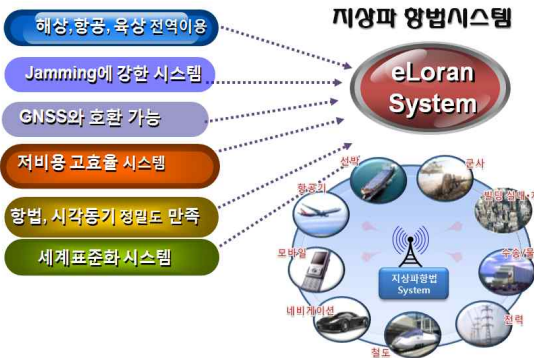 지상파 항법시스템
해상,항공, 육상 전역이용
Jamming에 강한 시스템
GNSS와 호환 가능
저비용 고효율 시스템
항법, 시각동기 정밀도 만족
세계표준화 시스템
eLoran
System
선박
군사
항공기
빌딩
모바일
수송/물
지상파항법
System
네비게이션
전력
철도